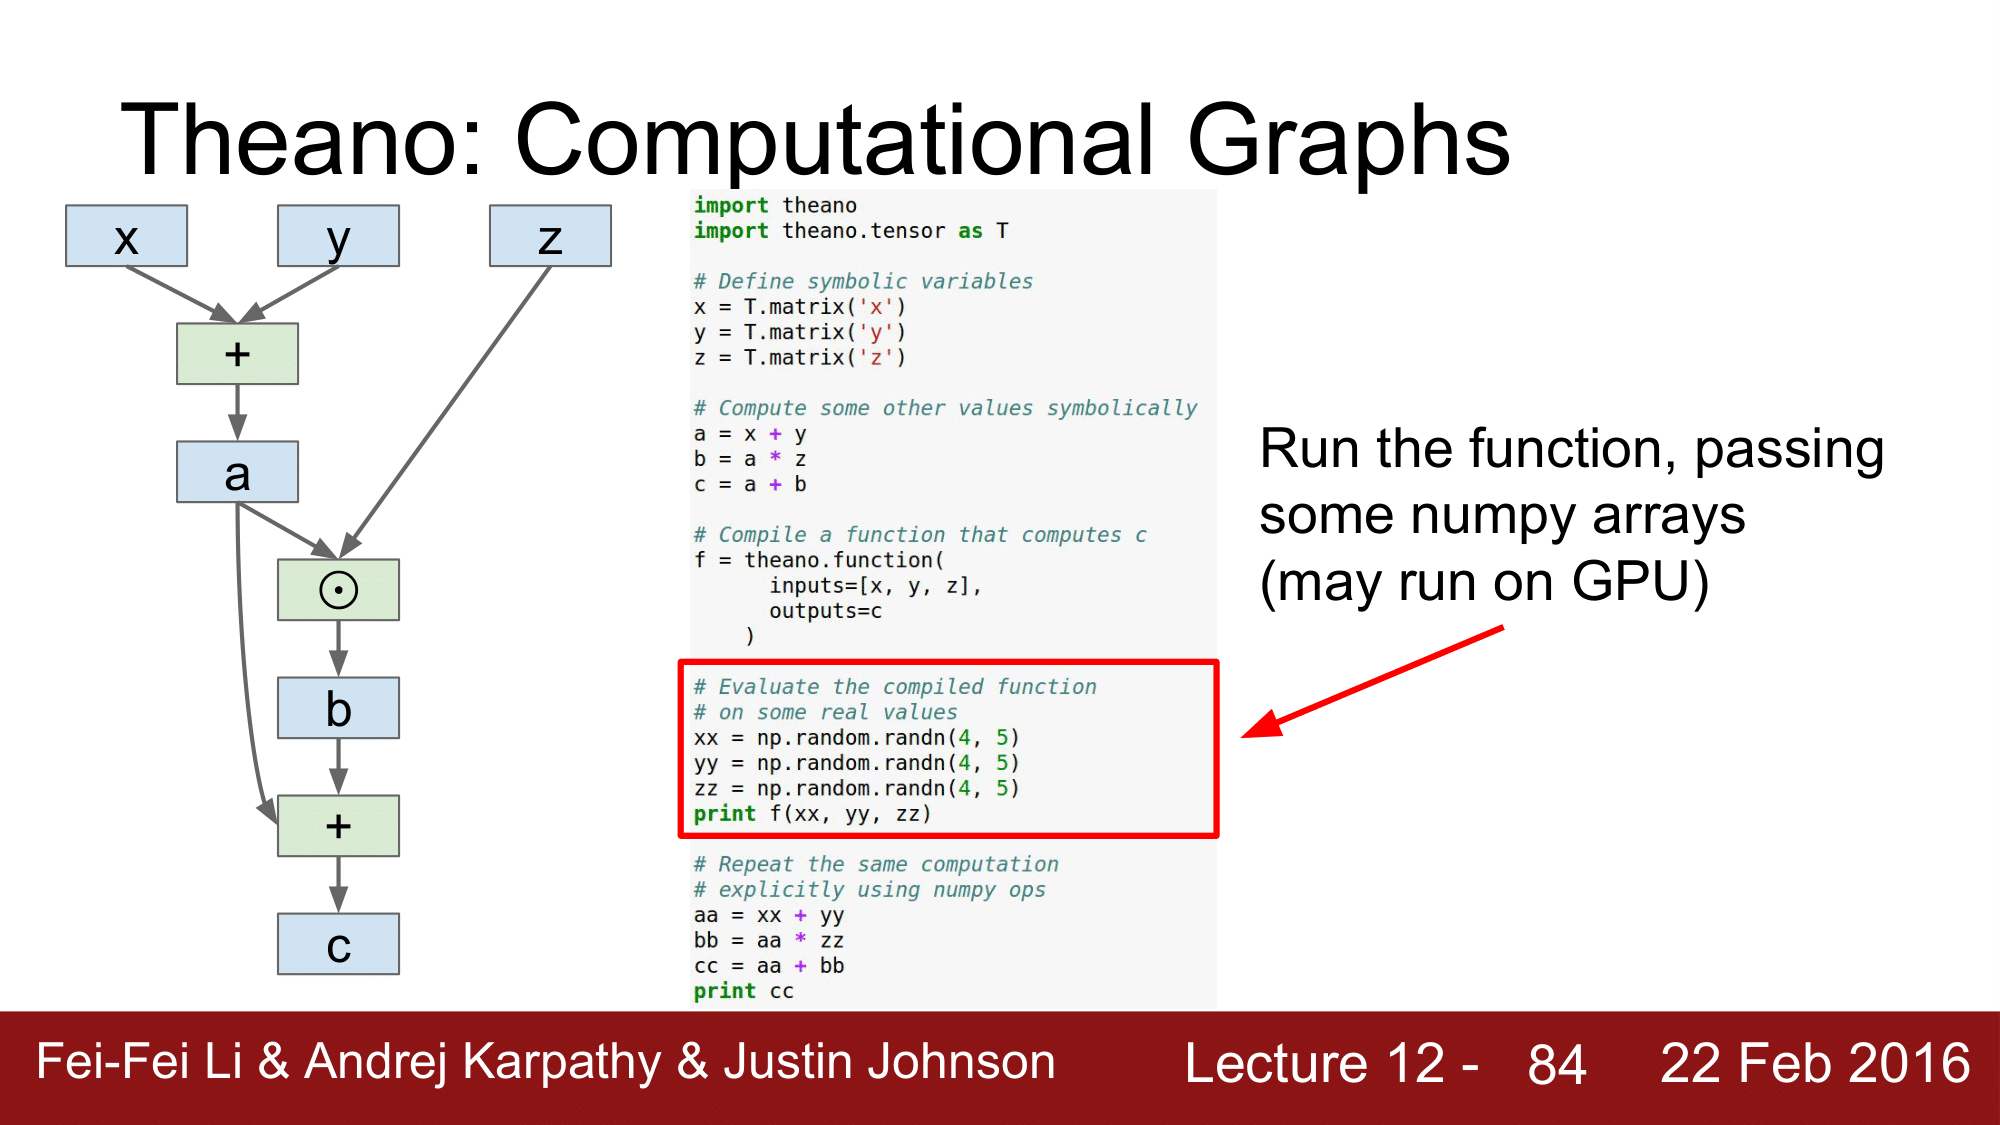 Theano: Computational Graphs
x
y
z
+
a
⊙
b
+
c
import theano
import theano.tensor as T
# Define symbolic variables
x = T.matrix('x')
y = T.matrix('y')
z = T.matrix('z')
# Compute some other values symbolically
a = x + y
b = a * z
c = a + b
# Compile a function that computes c
f = theano.function(
      inputs=[x, y, z],
      outputs=c
    )
# Evaluate the compiled function
# on some real values
xx = np.random.randn(4, 5)
yy = np.random.randn(4, 5)
zz = np.random.randn(4, 5)
print f(xx, yy, zz)
# Repeat the same computation
# explicitly using numpy ops
aa = xx + yy
bb = aa * zz
cc = aa + bb
print cc
Run the function, passing
some numpy arrays
(may run on GPU)
Fei-Fei Li & Andrej Karpathy & Justin Johnson
Lecture 12 - 84
22 Feb 2016